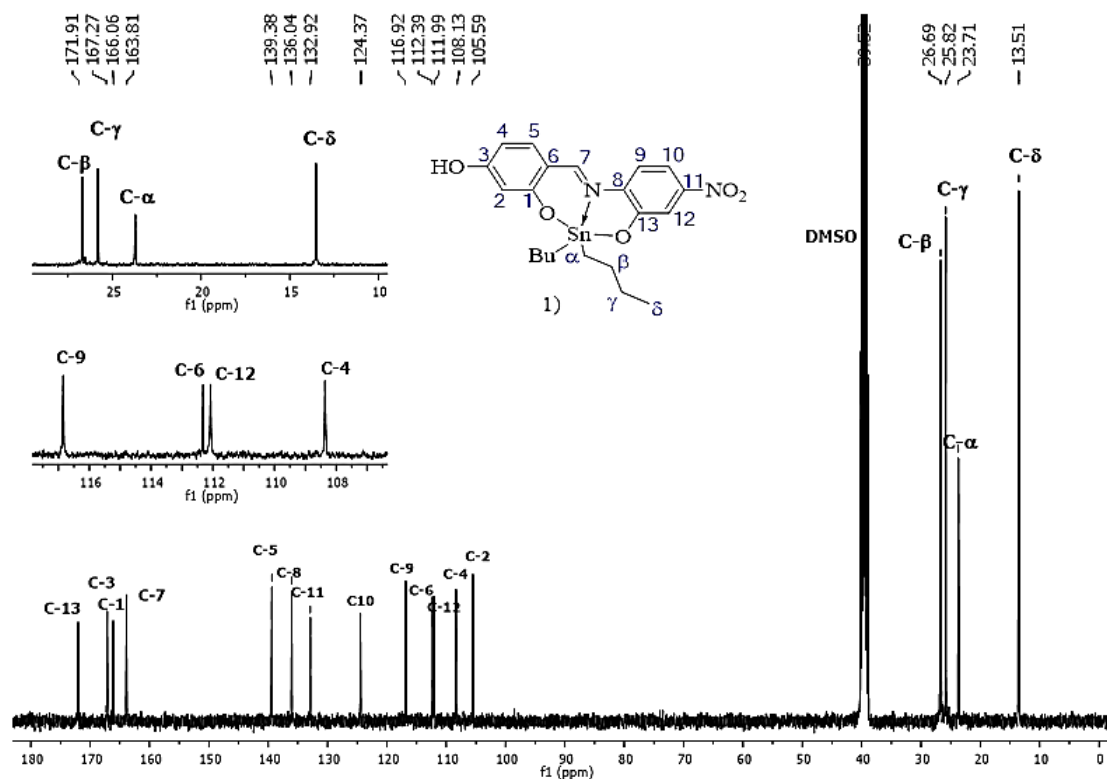 171.91
167.27
166.06
163.81
139.38
136.04
132.92
124.37
116.92
112.39
111.99
108.13
105.59
39.52
26.69
25.82
23.71
13.51
C-β
C-γ
C-α
C-δ
25 20 15 10
f1 (ppm)
C-9
C-6
C-12
C-4
116 114 112 110 108
f1 (ppm)
4 5
HO 3 6 7 9 10
2 1 N 8 11 NO2
O Sn O 13 12
Bu α β
γ δ
1)
DMSO
C-β
C-γ
C-α
C-δ
C-13
C-3
C-1
C-7
C-5
C-8
C-11
C10
C-9
C-6
C-12
C-4
C-2
180 170 160 150 140 130 120 110 100 90 80 70 60 50 40 30 20 10 0
f1 (ppm)